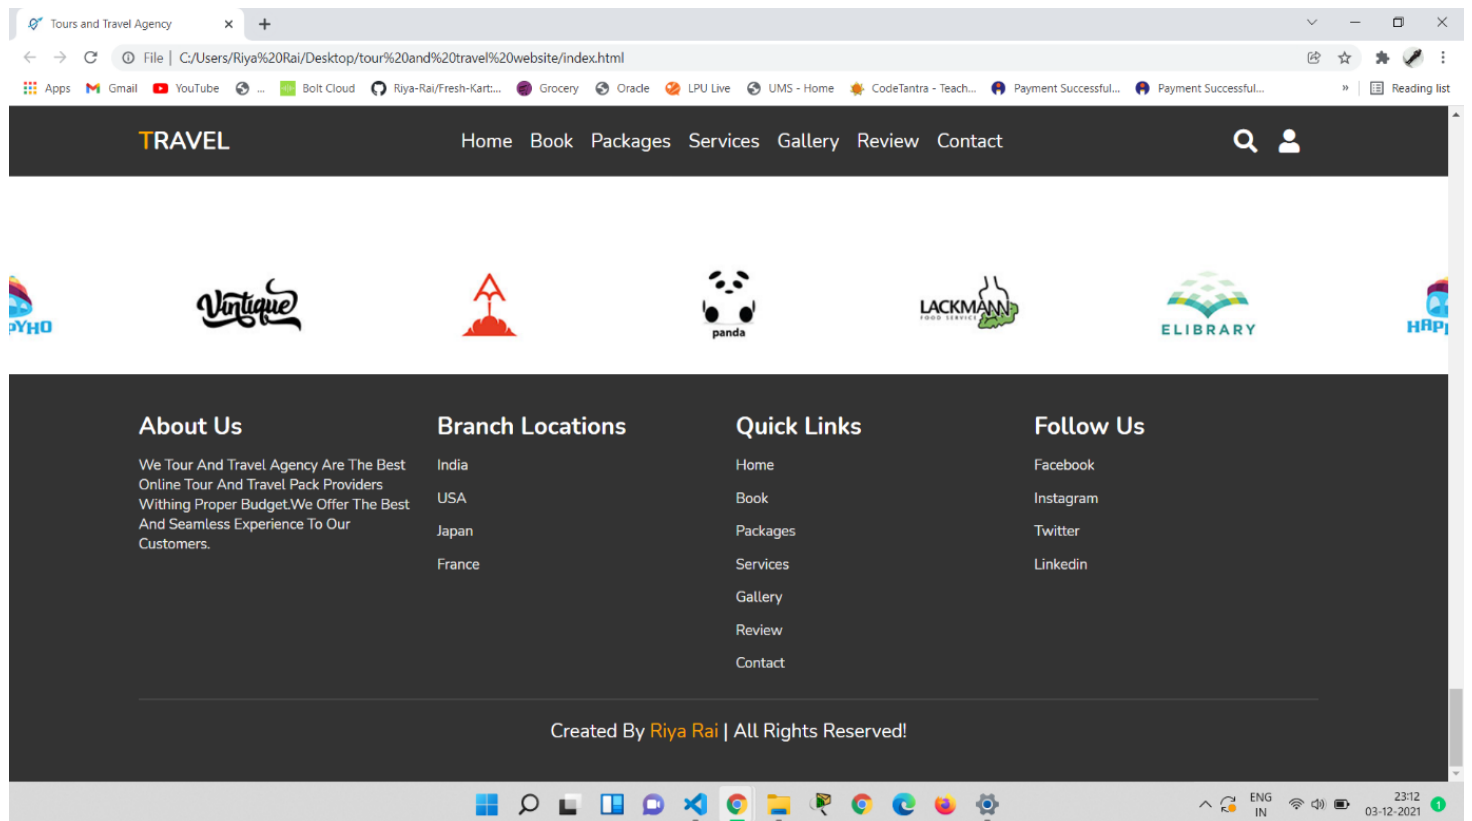 Tours and Travel Agency
File | C:/Users/Riya%20Rai/Desktop/tour%20and%20travel%20website/index.html
Apps Gmail YouTube ... Bolt Cloud Riya-Rai/Fresh-Kart:... Grocery Oracle LPU Live UMS - Home CodeTantra - Teach... Payment Successful... Payment Successful... » Reading list
TRAVEL Home Book Packages Services Gallery Review Contact
PYHO Vintique panda LACKMANN FOOD SERVICE ELIBRARY HAPP
About Us Branch Locations Quick Links Follow Us
We Tour And Travel Agency Are The Best India Home Facebook
Online Tour And Travel Pack Providers
Withing Proper Budget.We Offer The Best USA Book Instagram
And Seamless Experience To Our Japan Packages Twitter
Customers.
France Services Linkedin
Gallery
Review
Contact
Created By Riya Rai | All Rights Reserved!
ENG 23:12
IN 03-12-2021 1